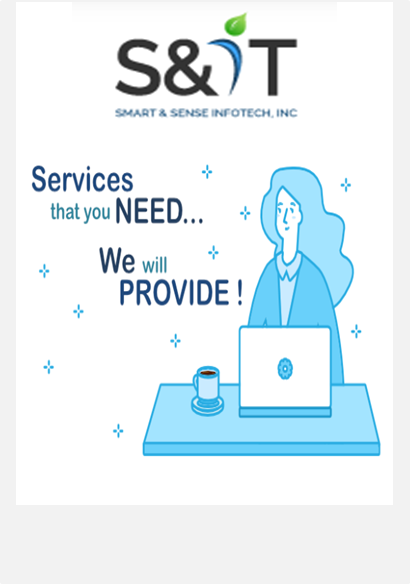 S&iT
SMART & SENSE INFOTECH, INC
Services
that you NEED...
We will
PROVIDE !